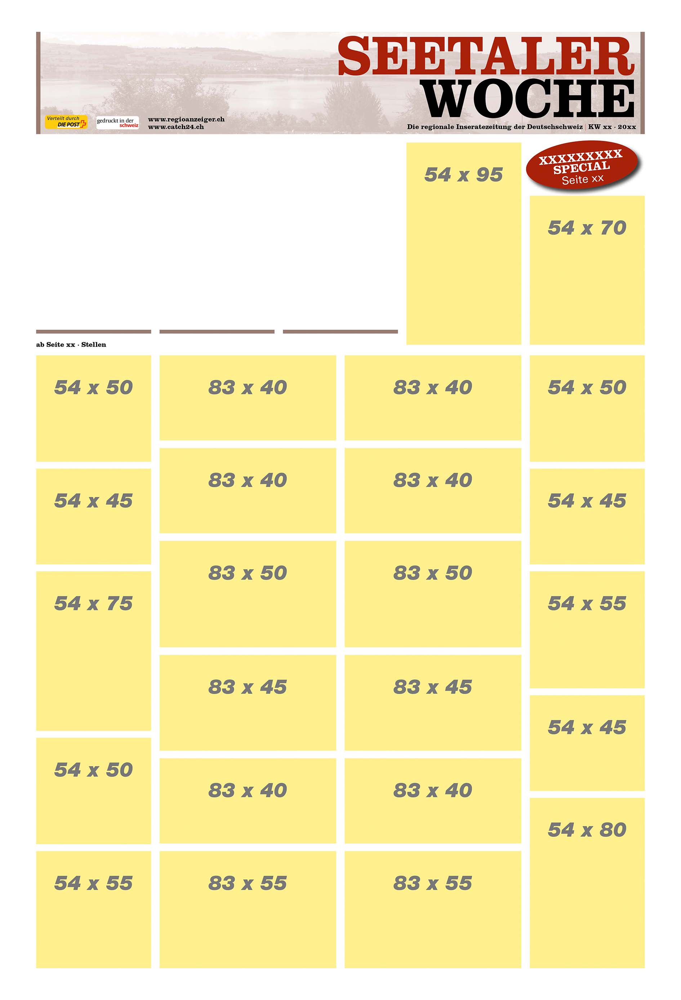 SEETALER
WOCHE
Verteilt durch
DIE POST
gedruckt in der
schweiz
www.regioanzeiger.ch
www.catch24.ch
Die regionale Inseratezeitung der Deutschschweiz | KW xx · 20xx
54 x 95
XXXXXXXXX
SPECIAL
Seite xx
54 x 70
ab Seite xx · Stellen
54 x 50
83 x 40
83 x 40
54 x 50
83 x 40
83 x 40
54 x 45
54 x 45
83 x 50
83 x 50
54 x 75
54 x 55
83 x 45
83 x 45
54 x 45
54 x 50
83 x 40
83 x 40
54 x 80
54 x 55
83 x 55
83 x 55